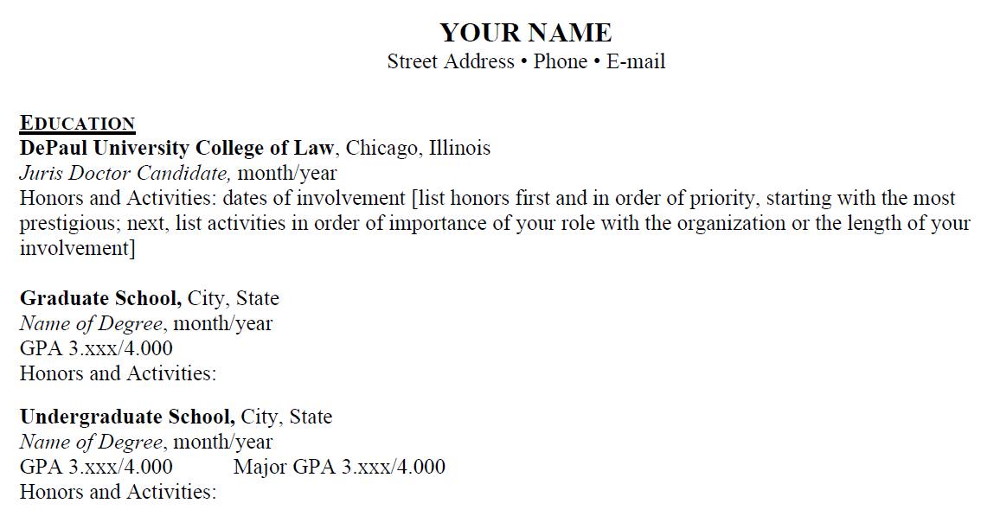 YOUR NAME
Street Address • Phone • E-mail
EDUCATION
DePaul University College of Law, Chicago, Illinois
Juris Doctor Candidate, month/year
Honors and Activities: dates of involvement [list honors first and in order of priority, starting with the most
prestigious; next, list activities in order of importance of your role with the organization or the length of your
involvement]
Graduate School, City, State
Name of Degree, month/year
GPA 3.xxx/4.000
Honors and Activities:
Undergraduate School, City, State
Name of Degree, month/year
GPA 3.xxx/4.000 Major GPA 3.xxx/4.000
Honors and Activities: